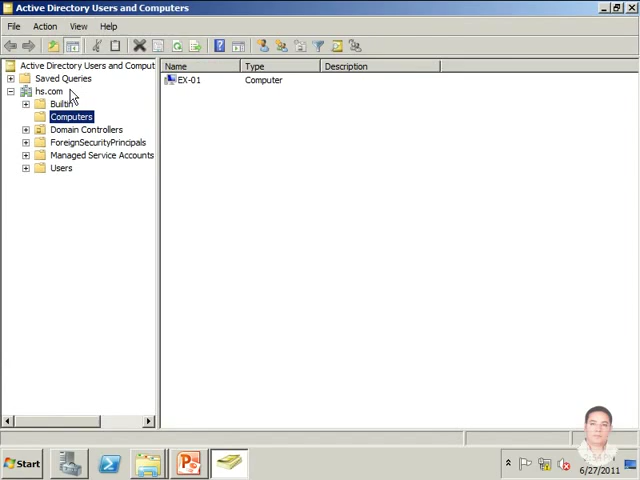 Active Directory Users and Computers
File Action View Help
Active Directory Users and Comput
Saved Queries
hs.com
Builtin
Computers
Domain Controllers
ForeignSecurityPrincipals
Managed Service Accounts
Users
Name Type Description
EX-01 Computer
Start
6/27/2011